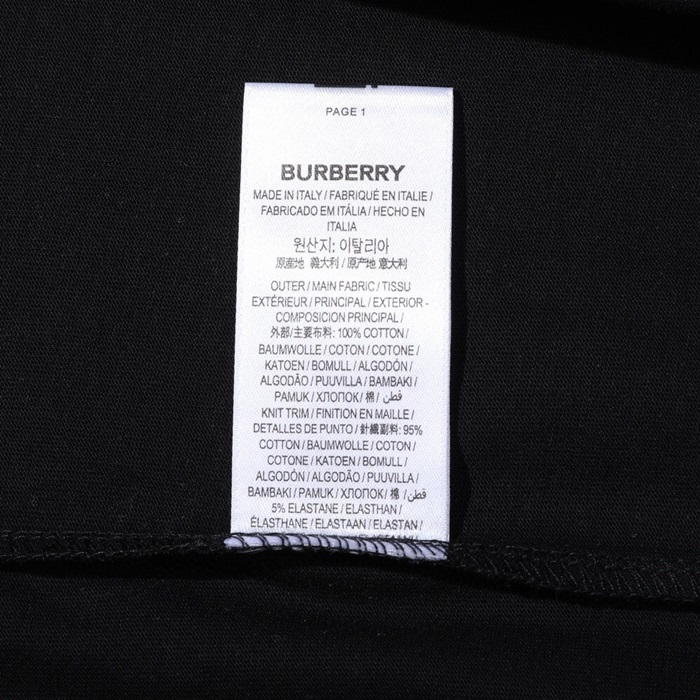 PAGE 1
BURBERRY
MADE IN ITALY / FABRIQUÉ EN ITALIE /
FABRICADO EM ITÁLIA / HECHO EN
ITALIA
원산지: 이탈리아
原産地 義大利 / 原产地 意大利
OUTER / MAIN FABRIC / TISSU
EXTÉRIEUR / PRINCIPAL / EXTERIOR -
COMPOSICION PRINCIPAL /
外部/主要布料: 100% COTTON /
BAUMWOLLE / COTON / COTONE /
KATOEN / BOMULL / ALGODÓN /
ALGODÃO / PUUVILLA / BAMBAKI /
PAMUK / ХЛОПОК / 棉 / قطن
KNIT TRIM / FINITION EN MAILLE /
DETALLES DE PUNTO / 針織副料: 95%
COTTON / BAUMWOLLE / COTON /
COTONE / KATOEN / BOMULL /
ALGODÓN / ALGODÃO / PUUVILLA /
BAMBAKI / PAMUK / ХЛОПОК / 棉 / قطن
5% ELASTANE / ELASTHAN /
ÉLASTHANE / ELASTAAN / ELASTAN /